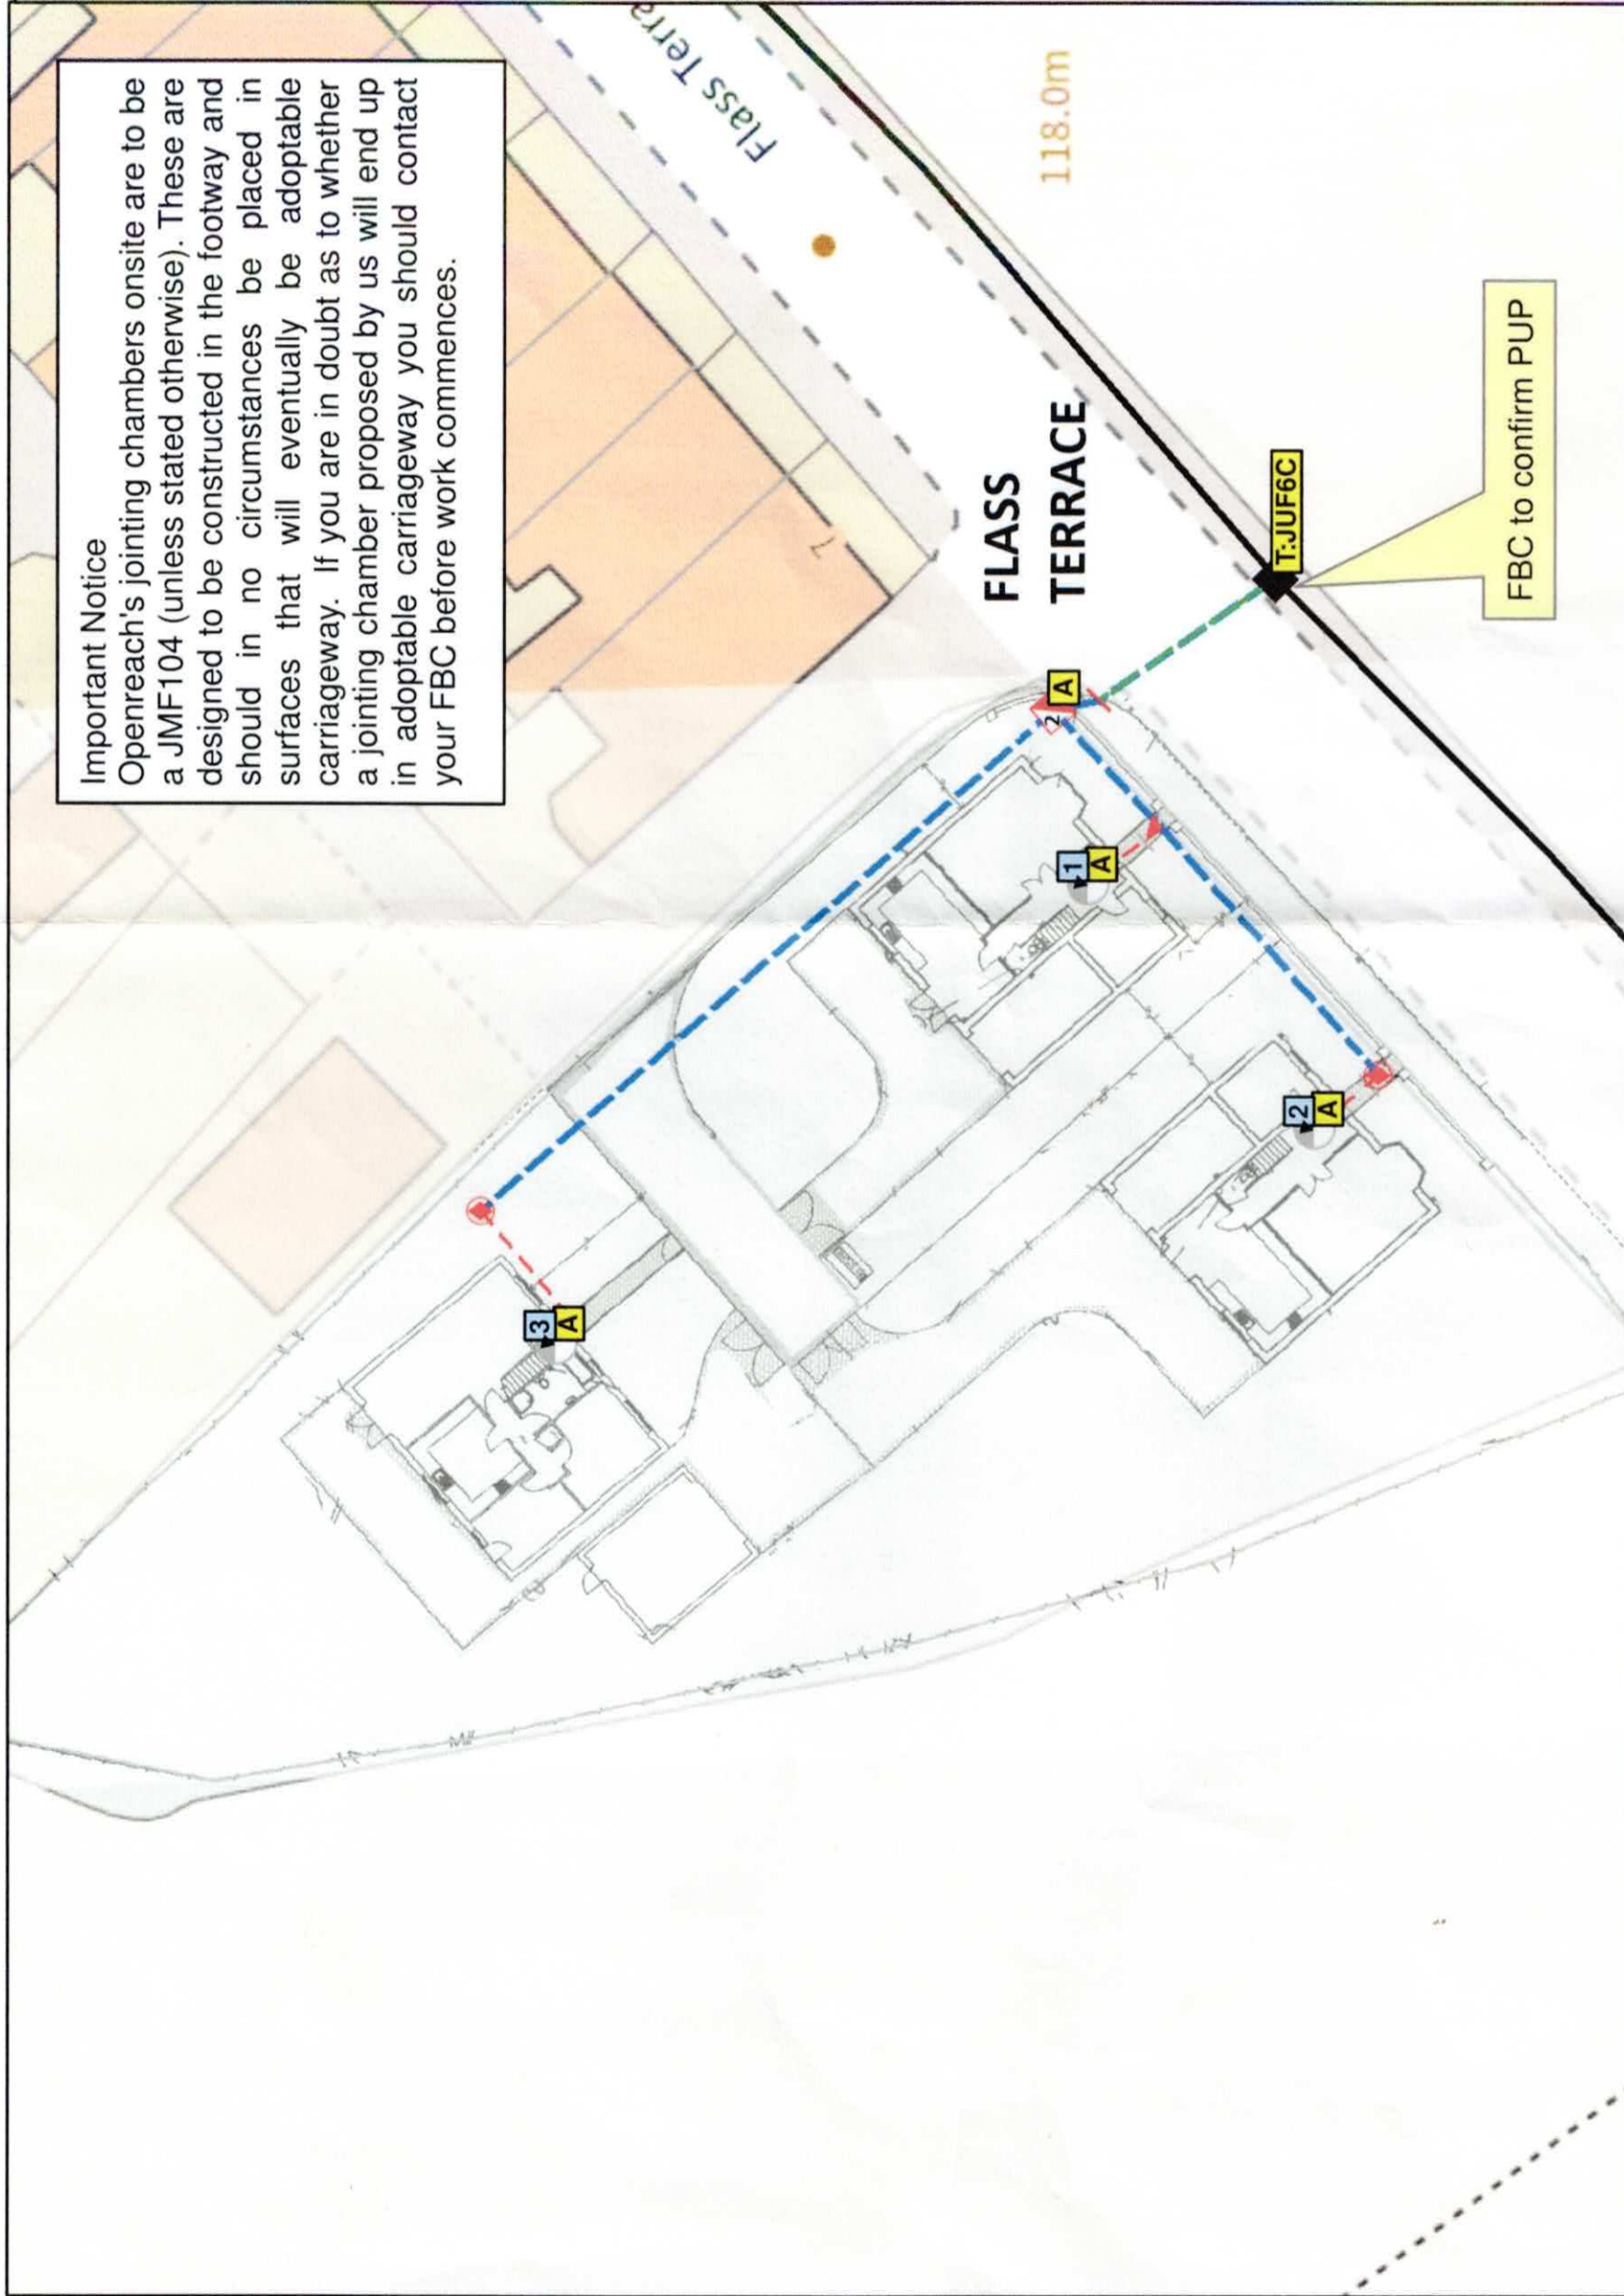 Important Notice
Openreach's jointing chambers onsite are to be
a JMF104 (unless stated otherwise). These are
designed to be constructed in the footway and
should in no circumstances be placed in
surfaces that will eventually be adoptable
carriageway. If you are in doubt as to whether
a jointing chamber proposed by us will end up
in adoptable carriageway you should contact
your FBC before work commences.
Flass Terra
118.0m
7
FLASS
TERRACE
2
A
1
A
2
A
3
A
T:JUF6C
FBC to confirm PUP